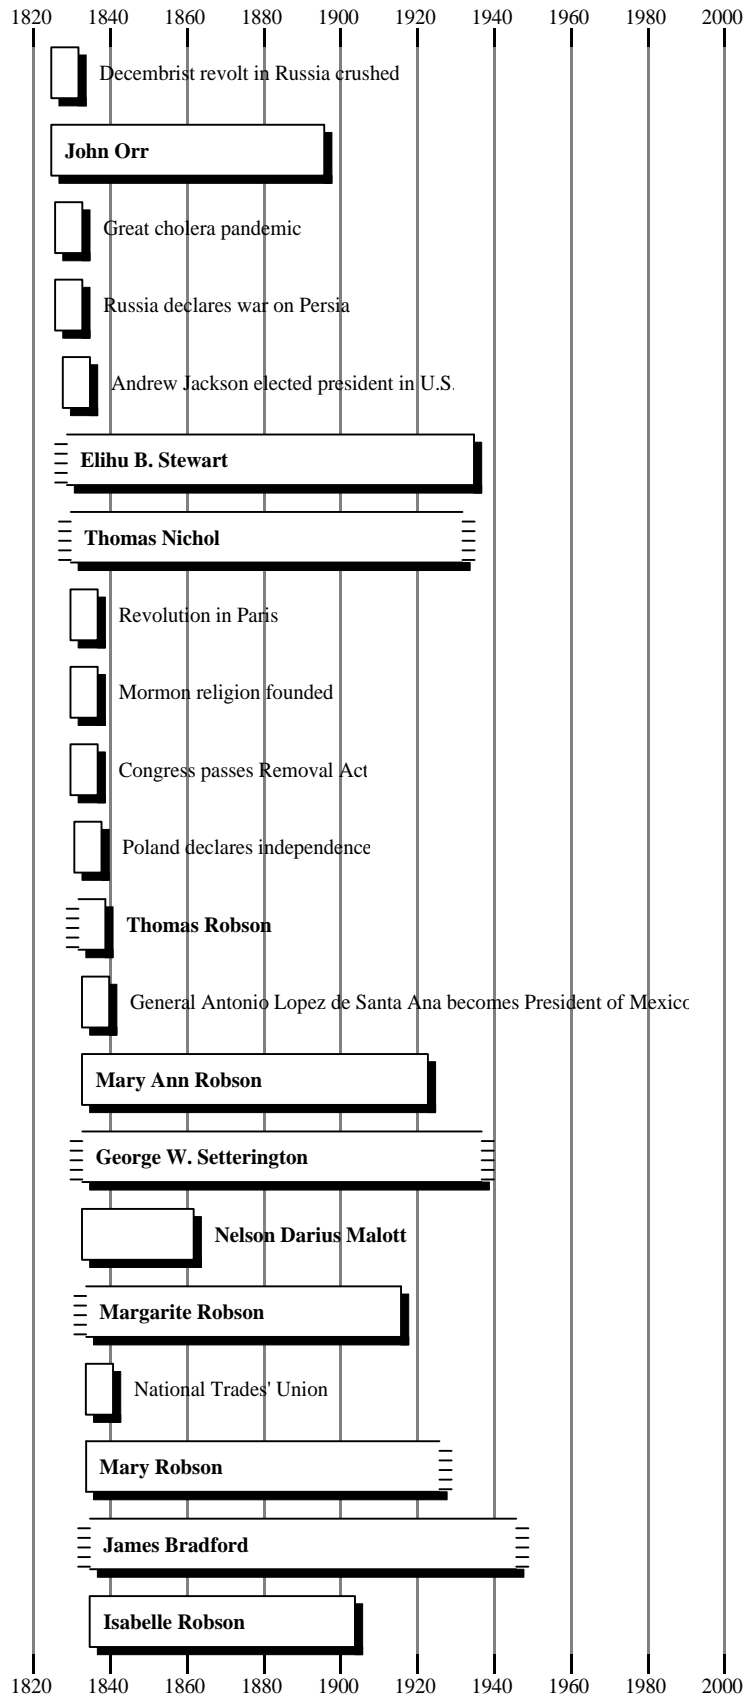 1820 1840 1860 1880 1900 1920 1940 1960 1980 2000
Decembrist revolt in Russia crushed
John Orr
Great cholera pandemic
Russia declares war on Persia
Andrew Jackson elected president in U.S.
Elihu B. Stewart
Thomas Nichol
Revolution in Paris
Mormon religion founded
Congress passes Removal Act
Poland declares independence
Thomas Robson
General Antonio Lopez de Santa Ana becomes President of Mexico
Mary Ann Robson
George W. Setterington
Nelson Darius Malott
Margarite Robson
National Trades' Union
Mary Robson
James Bradford
Isabelle Robson
1820 1840 1860 1880 1900 1920 1940 1960 1980 2000